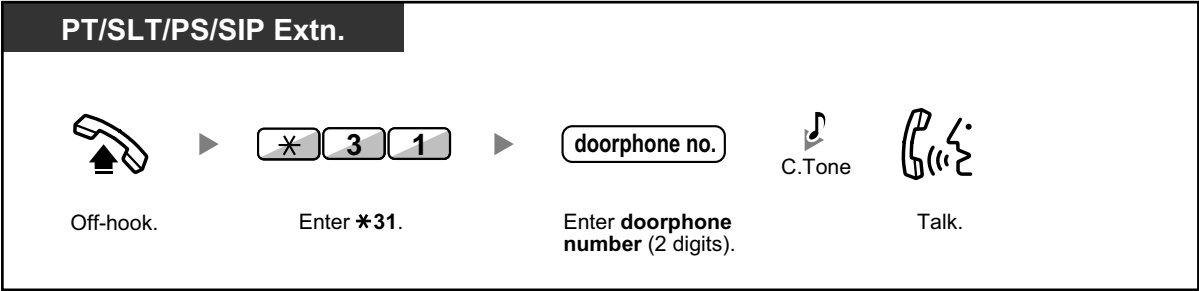 PT/SLT/PS/SIP Extn.
✳ 3 1
doorphone no.
C.Tone
Off-hook.
Enter ✳31.
Enter doorphone
number (2 digits).
Talk.